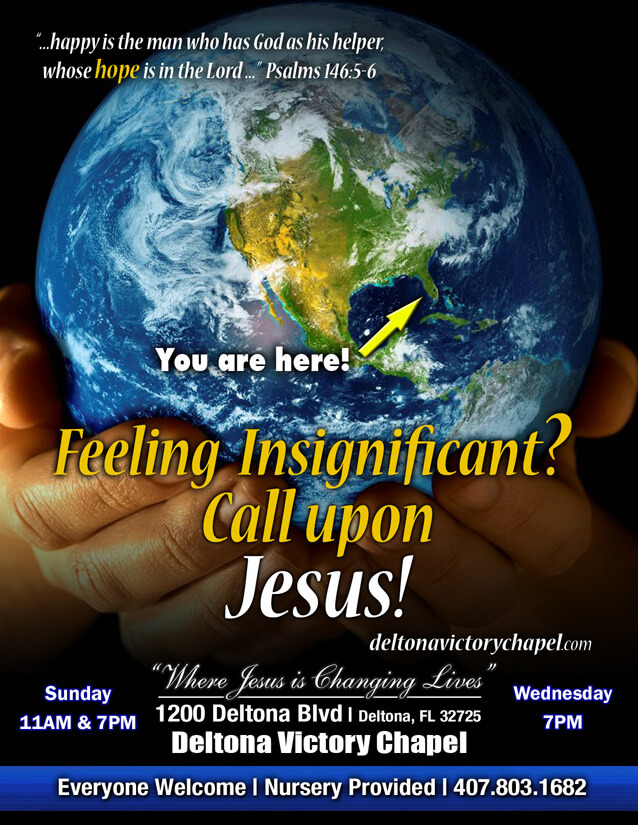 "...happy is the man who has God as his helper,
whose hope is in the Lord ..." Psalms 146:5-6
You are here!
Feeling Insignificant?
Call upon
Jesus!
deltonavictorychapel.com
"Where Jesus is Changing Lives"
Sunday
11AM & 7PM
1200 Deltona Blvd | Deltona, FL 32725
Deltona Victory Chapel
Wednesday
7PM
Everyone Welcome | Nursery Provided | 407.803.1682